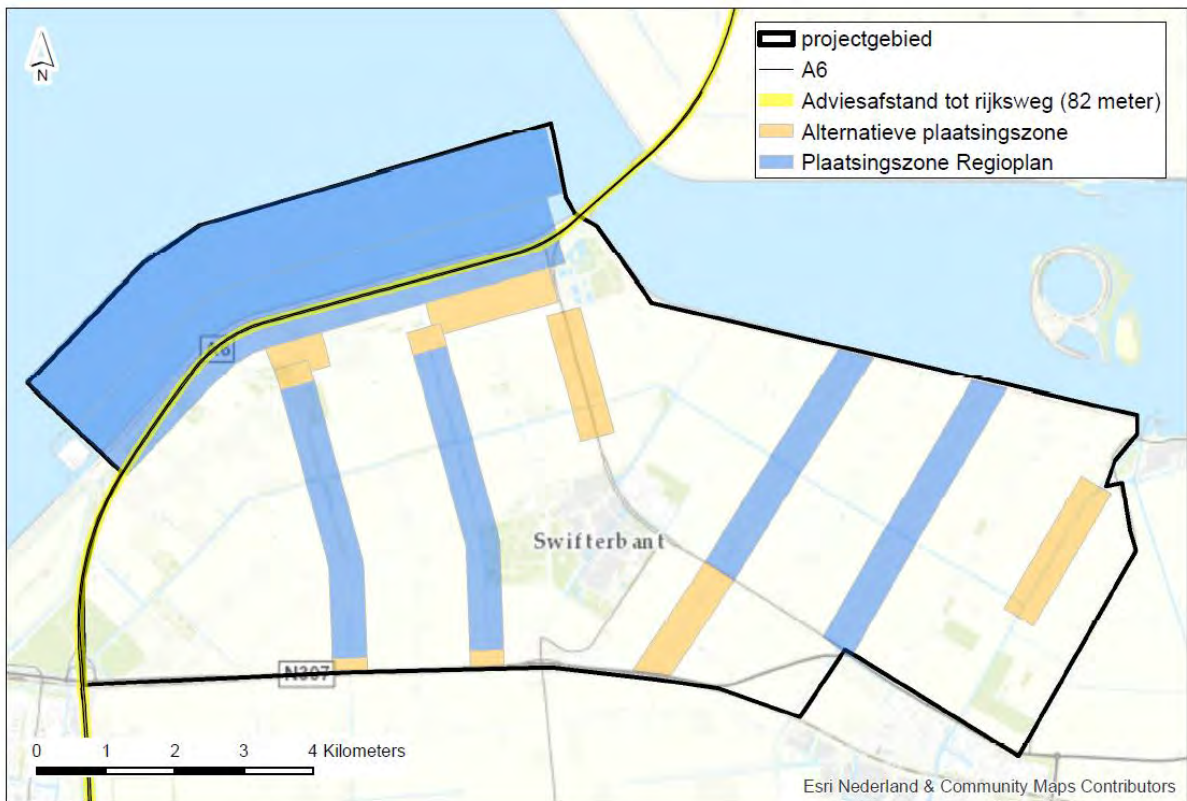 N
projectgebied
A6
Adviesafstand tot rijksweg (82 meter)
Alternatieve plaatsingszone
Plaatsingszone Regioplan
A6
Swifterbant
N307
0 1 2 3 4 Kilometers
Esri Nederland & Community Maps Contributors